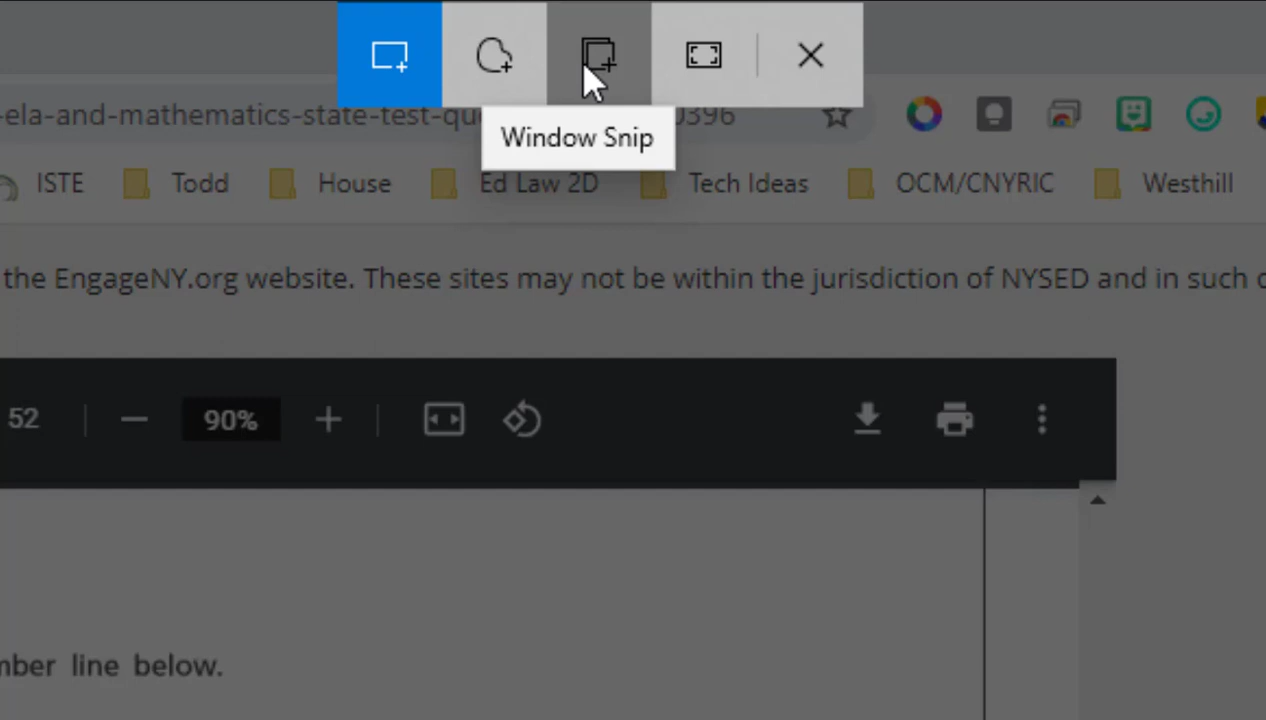 -ela-and-mathematics-state-test-qu 0396
Window Snip
ISTE Todd House Ed Law 2D Tech Ideas OCM/CNYRIC Westhill
the EngageNY.org website. These sites may not be within the jurisdiction of NYSED and in such
52 90%
mber line below.